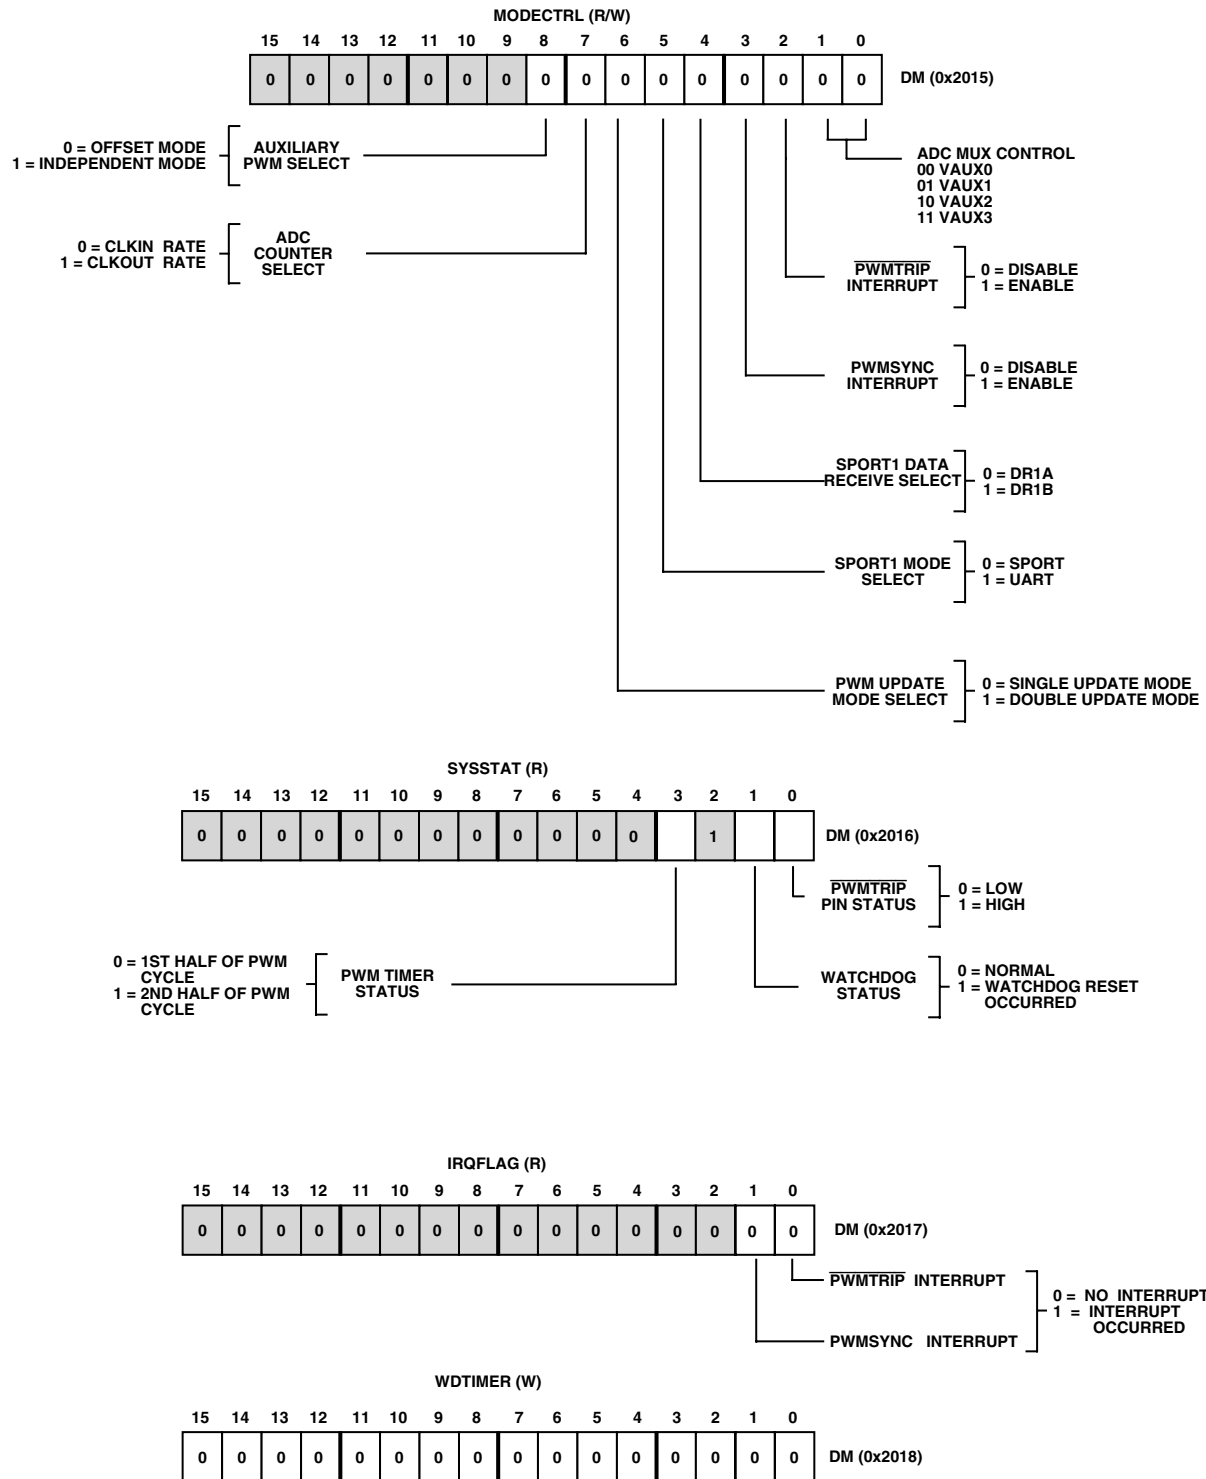 MODECTRL (R/W)
15 14 13 12 11 10 9 8 7 6 5 4 3 2 1 0
0 0 0 0 0 0 0 0 0 0 0 0 0 0 0 0 DM (0x2015)
0 = OFFSET MODE
1 = INDEPENDENT MODE
AUXILIARY
PWM SELECT
ADC MUX CONTROL
00 VAUX0
01 VAUX1
10 VAUX2
11 VAUX3
0 = CLKIN RATE
1 = CLKOUT RATE
ADC
COUNTER
SELECT
PWMTRIP
INTERRUPT
0 = DISABLE
1 = ENABLE
PWMSYNC
INTERRUPT
0 = DISABLE
1 = ENABLE
SPORT1 DATA
RECEIVE SELECT
0 = DR1A
1 = DR1B
SPORT1 MODE
SELECT
0 = SPORT
1 = UART
PWM UPDATE
MODE SELECT
0 = SINGLE UPDATE MODE
1 = DOUBLE UPDATE MODE
SYSSTAT (R)
15 14 13 12 11 10 9 8 7 6 5 4 3 2 1 0
0 0 0 0 0 0 0 0 0 0 0 0 1 DM (0x2016)
PWMTRIP
PIN STATUS
0 = LOW
1 = HIGH
0 = 1ST HALF OF PWM
CYCLE
1 = 2ND HALF OF PWM
CYCLE
PWM TIMER
STATUS
WATCHDOG
STATUS
0 = NORMAL
1 = WATCHDOG RESET
OCCURRED
IRQFLAG (R)
15 14 13 12 11 10 9 8 7 6 5 4 3 2 1 0
0 0 0 0 0 0 0 0 0 0 0 0 0 0 0 0 DM (0x2017)
PWMTRIP INTERRUPT
PWMSYNC INTERRUPT
0 = NO INTERRUPT
1 = INTERRUPT
OCCURRED
WDTIMER (W)
15 14 13 12 11 10 9 8 7 6 5 4 3 2 1 0
0 0 0 0 0 0 0 0 0 0 0 0 0 0 0 0 DM (0x2018)